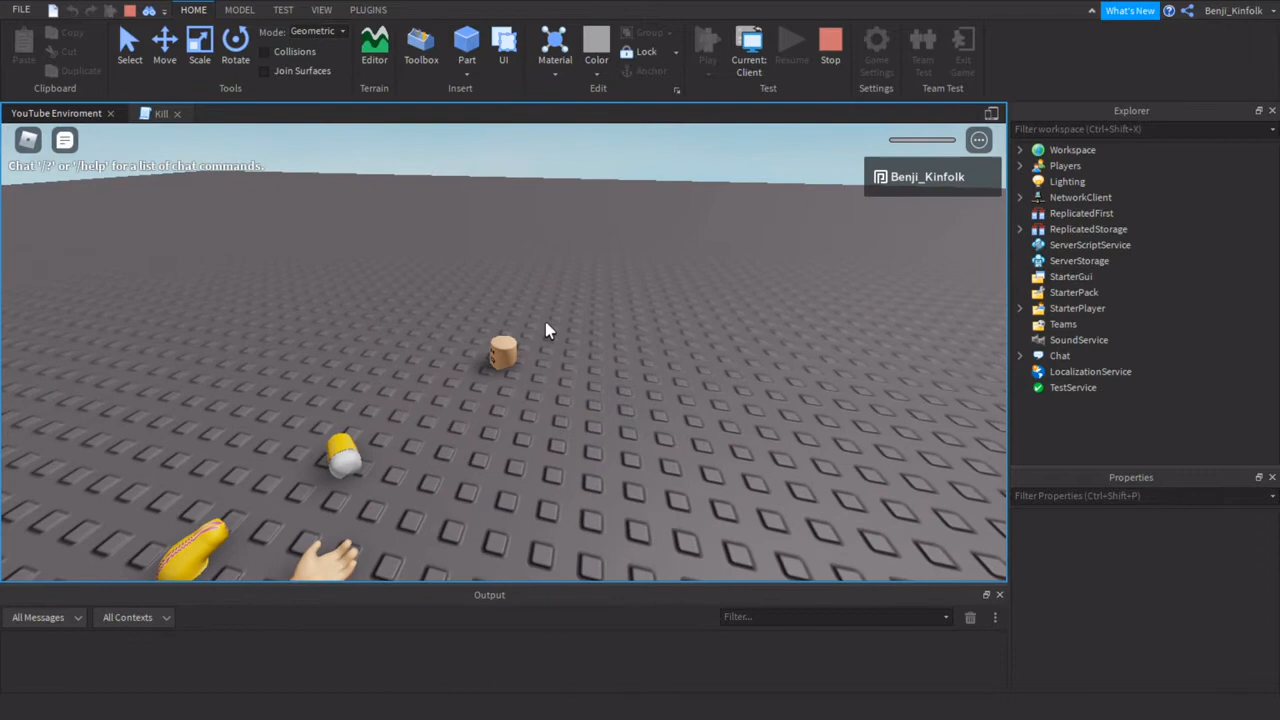 FILE HOME MODEL TEST VIEW PLUGINS What's New Benji_Kinfolk
Paste Copy Cut Duplicate Clipboard
Select Move Scale Rotate Mode: Geometric Collisions Join Surfaces Tools
Editor Terrain
Toolbox Part UI Insert
Material Color Group Lock Anchor Edit
Play Current: Client Resume Stop Test
Game Settings Settings
Team Test Exit Game Team Test
YouTube Enviroment Kill
Chat '/?' or '/help' for a list of chat commands.
Benji_Kinfolk
Explorer
Filter workspace (Ctrl+Shift+X)
Workspace
Players
Lighting
NetworkClient
ReplicatedFirst
ReplicatedStorage
ServerScriptService
ServerStorage
StarterGui
StarterPack
StarterPlayer
Teams
SoundService
Chat
LocalizationService
TestService
Properties
Filter Properties (Ctrl+Shift+P)
Output
All Messages All Contexts Filter...